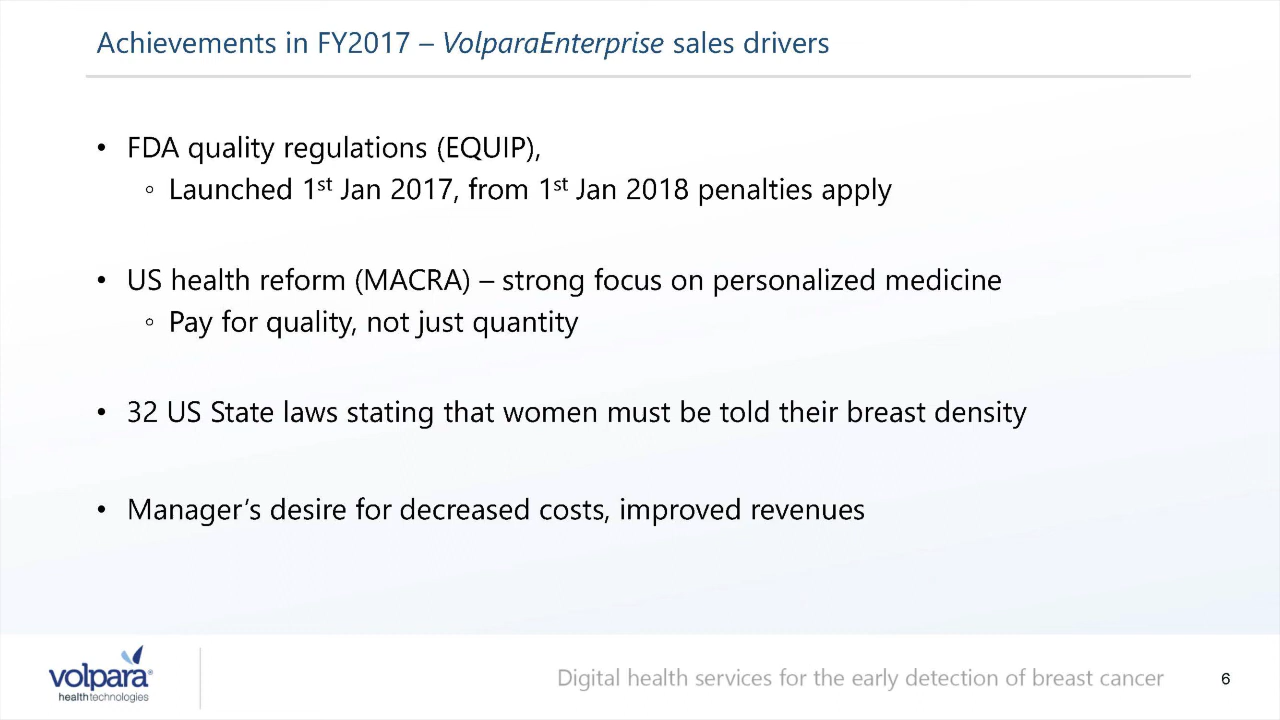 Achievements in FY2017 – VolparaEnterprise sales drivers
• FDA quality regulations (EQUIP),
◦ Launched 1st Jan 2017, from 1st Jan 2018 penalties apply
• US health reform (MACRA) – strong focus on personalized medicine
◦ Pay for quality, not just quantity
• 32 US State laws stating that women must be told their breast density
• Manager’s desire for decreased costs, improved revenues
volpara®
healthtechnologies
Digital health services for the early detection of breast cancer
6